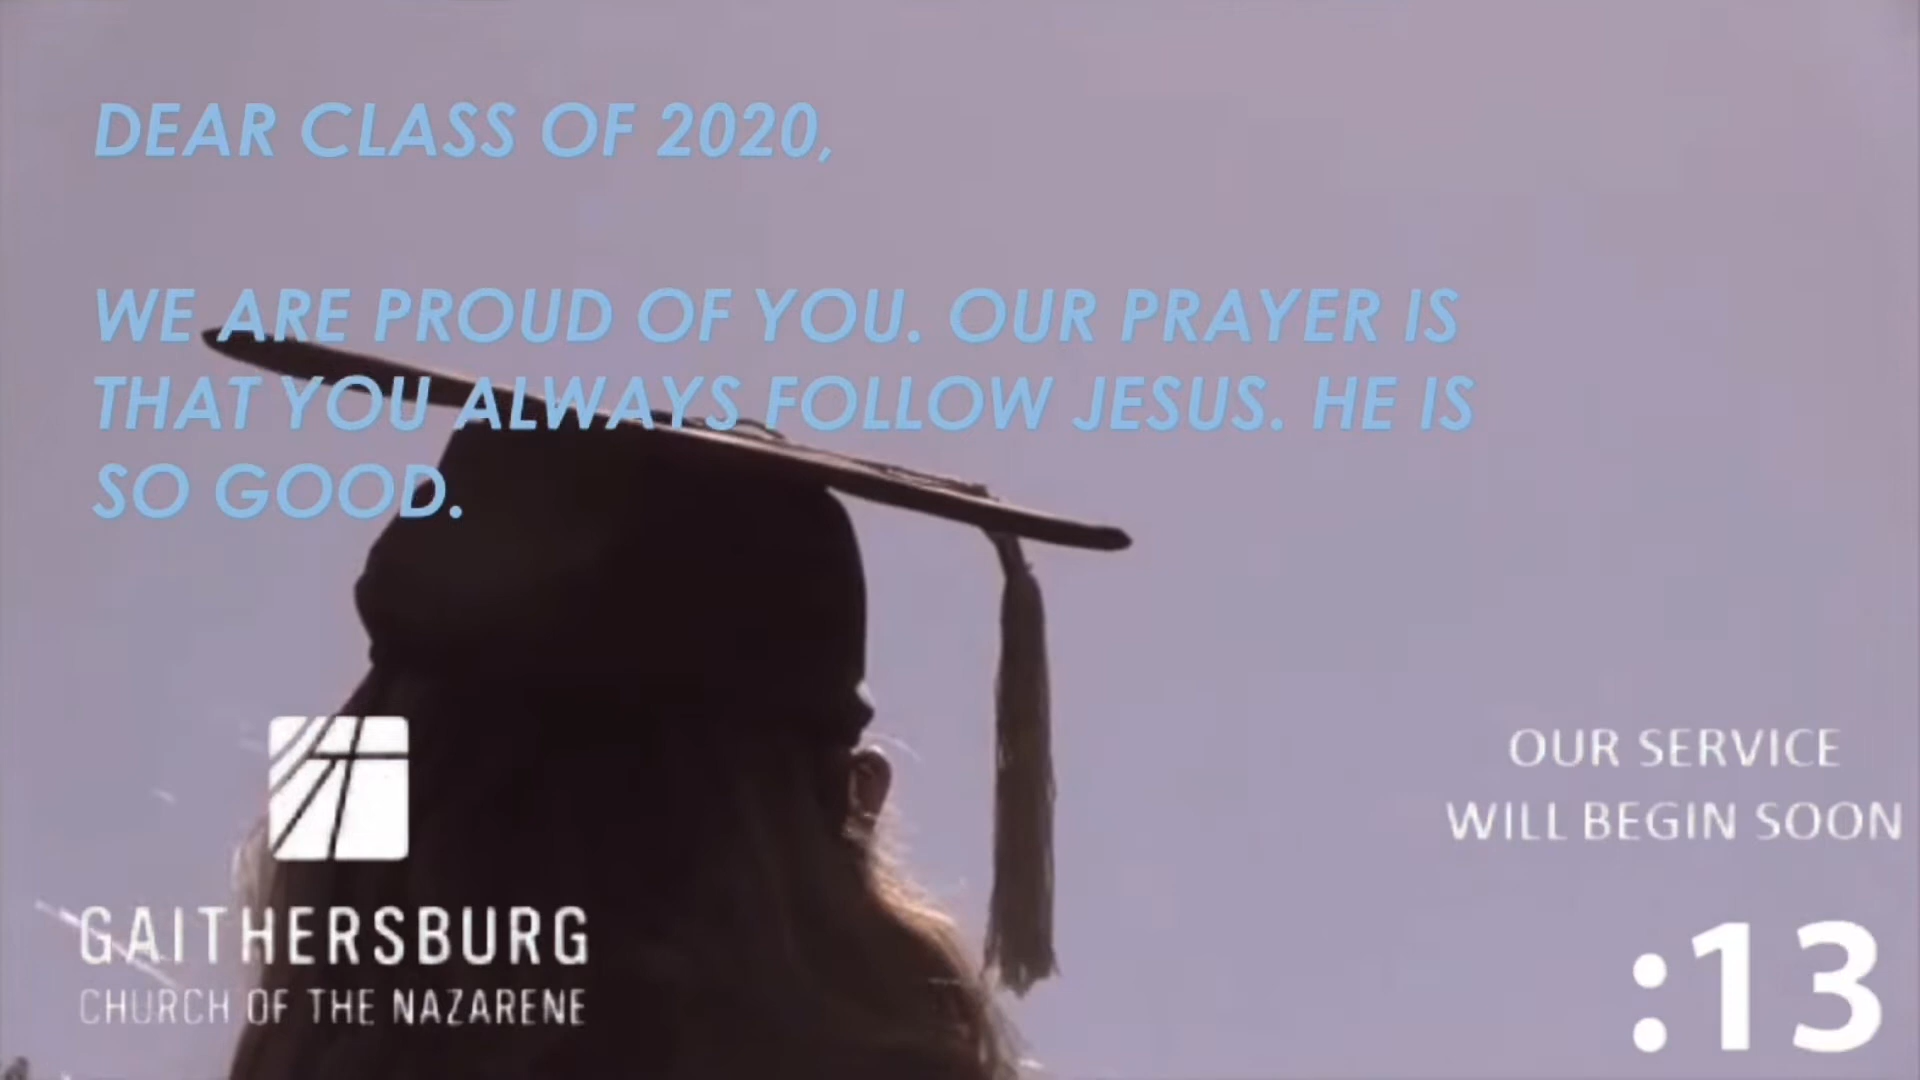 DEAR CLASS OF 2020,
WE ARE PROUD OF YOU. OUR PRAYER IS
THAT YOU ALWAYS FOLLOW JESUS. HE IS
SO GOOD.
GAITHERSBURG
CHURCH OF THE NAZARENE
OUR SERVICE
WILL BEGIN SOON
:13